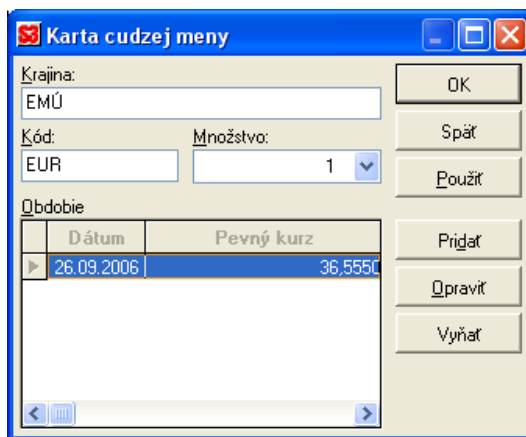 Karta cudzej meny
Krajina:
EMÚ
Kód:
Množstvo:
EUR
1
Obdobie
Dátum
Pevný kurz
26.09.2006
36,5550
OK
Späť
Použiť
Pridať
Opraviť
Vyňať